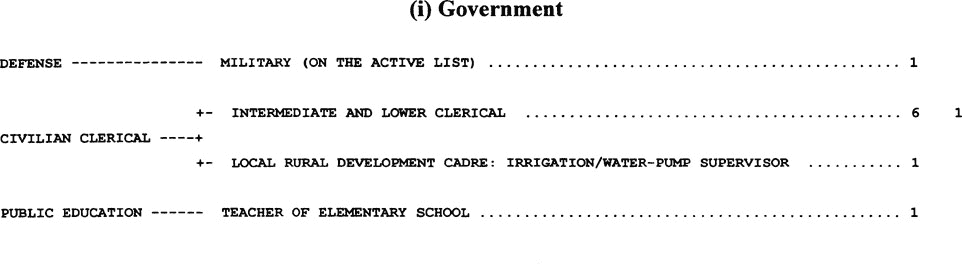 (i) Government
DEFENSE --------------- MILITARY (ON THE ACTIVE LIST) ............................................... 1
+- INTERMEDIATE AND LOWER CLERICAL ........................................... 6 1
CIVILIAN CLERICAL ----+
+- LOCAL RURAL DEVELOPMENT CADRE: IRRIGATION/WATER-PUMP SUPERVISOR ........... 1
PUBLIC EDUCATION ------ TEACHER OF ELEMENTARY SCHOOL ................................................ 1